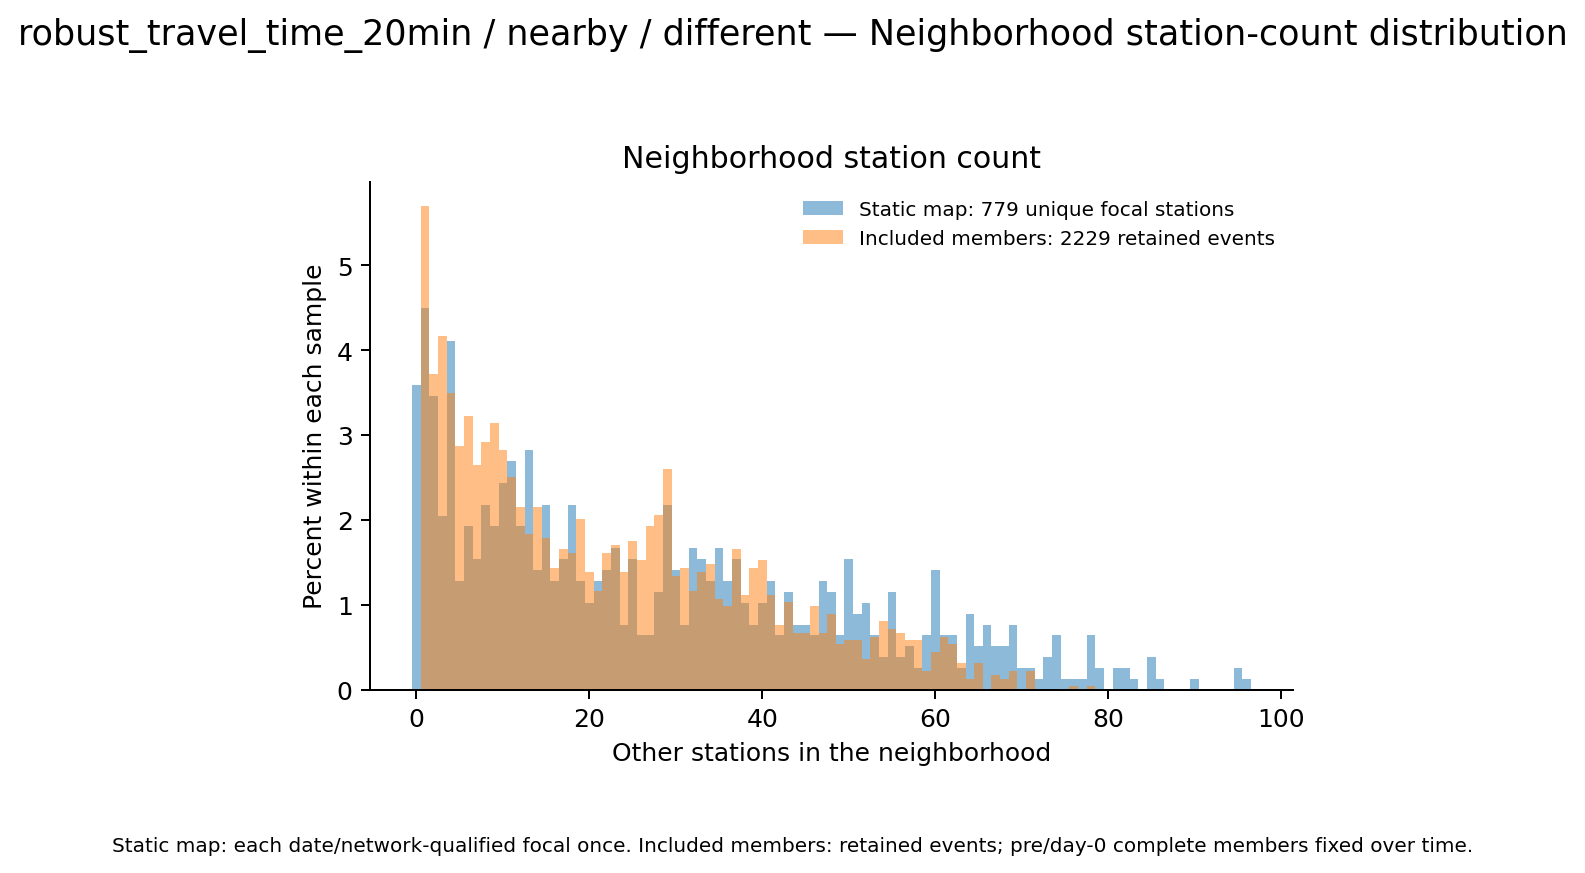 robust_travel_time_20min / nearby / different — Neighborhood station-count distribution
Neighborhood station count
Static map: 779 unique focal stations
Included members: 2229 retained events
Percent within each sample
5
4
3
2
1
0
0 20 40 60 80 100
Other stations in the neighborhood
Static map: each date/network-qualified focal once. Included members: retained events; pre/day-0 complete members fixed over time.